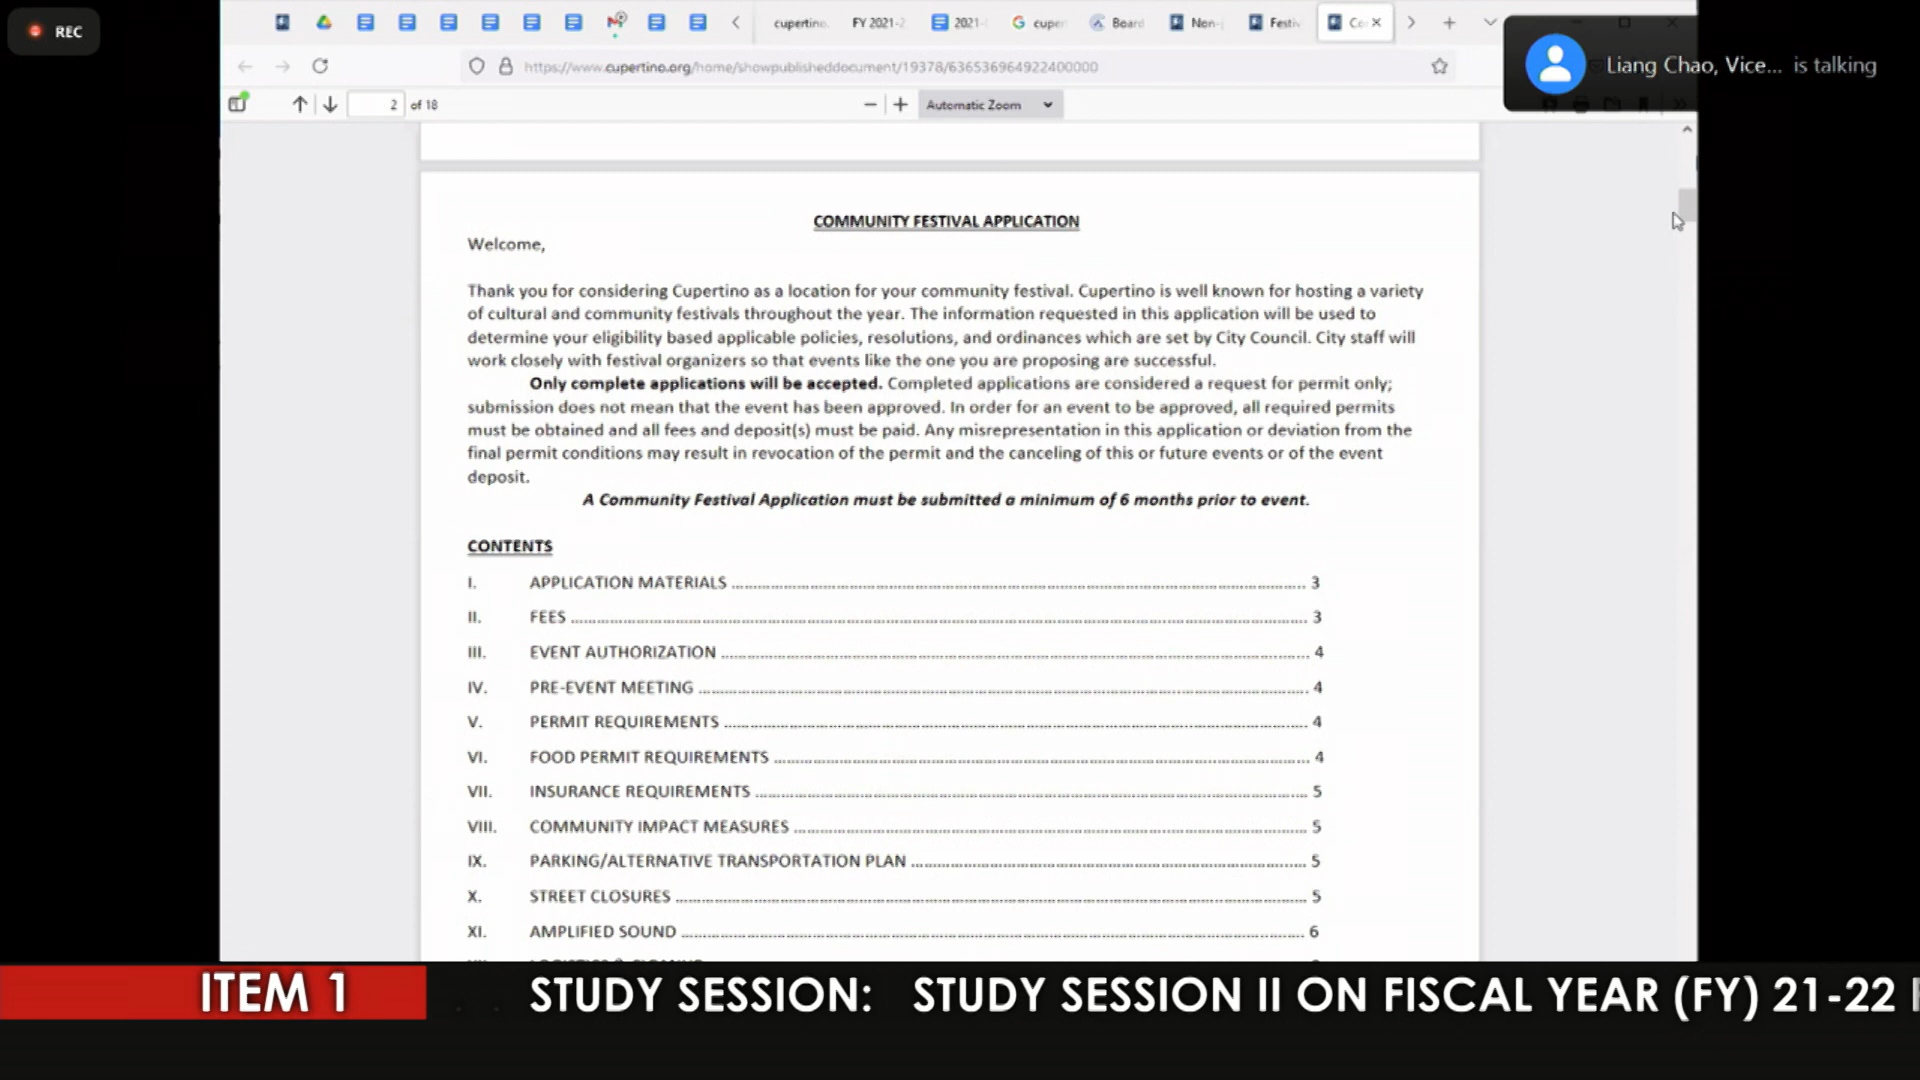 REC
cupertino.
FY 2021-2
2021-
cuper
Board
Non-
Festiv
Co
Liang Chao, Vice... is talking
https://www.cupertino.org/home/showpublisheddocument/19378/636536964922400000
2 of 18
Automatic Zoom
COMMUNITY FESTIVAL APPLICATION
Welcome,
Thank you for considering Cupertino as a location for your community festival. Cupertino is well known for hosting a variety
of cultural and community festivals throughout the year. The information requested in this application will be used to
determine your eligibility based applicable policies, resolutions, and ordinances which are set by City Council. City staff will
work closely with festival organizers so that events like the one you are proposing are successful.
Only complete applications will be accepted. Completed applications are considered a request for permit only;
submission does not mean that the event has been approved. In order for an event to be approved, all required permits
must be obtained and all fees and deposit(s) must be paid. Any misrepresentation in this application or deviation from the
final permit conditions may result in revocation of the permit and the canceling of this or future events or of the event
deposit.
A Community Festival Application must be submitted a minimum of 6 months prior to event.
CONTENTS
I. APPLICATION MATERIALS 3
II. FEES 3
III. EVENT AUTHORIZATION 4
IV. PRE-EVENT MEETING 4
V. PERMIT REQUIREMENTS 4
VI. FOOD PERMIT REQUIREMENTS 4
VII. INSURANCE REQUIREMENTS 5
VIII. COMMUNITY IMPACT MEASURES 5
IX. PARKING/ALTERNATIVE TRANSPORTATION PLAN 5
X. STREET CLOSURES 5
XI. AMPLIFIED SOUND 6
ITEM 1
STUDY SESSION: STUDY SESSION II ON FISCAL YEAR (FY) 21-22